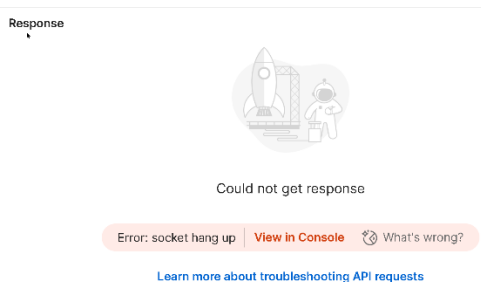 Response
Could not get response
Error: socket hang up View in Console What's wrong?
Learn more about troubleshooting API requests